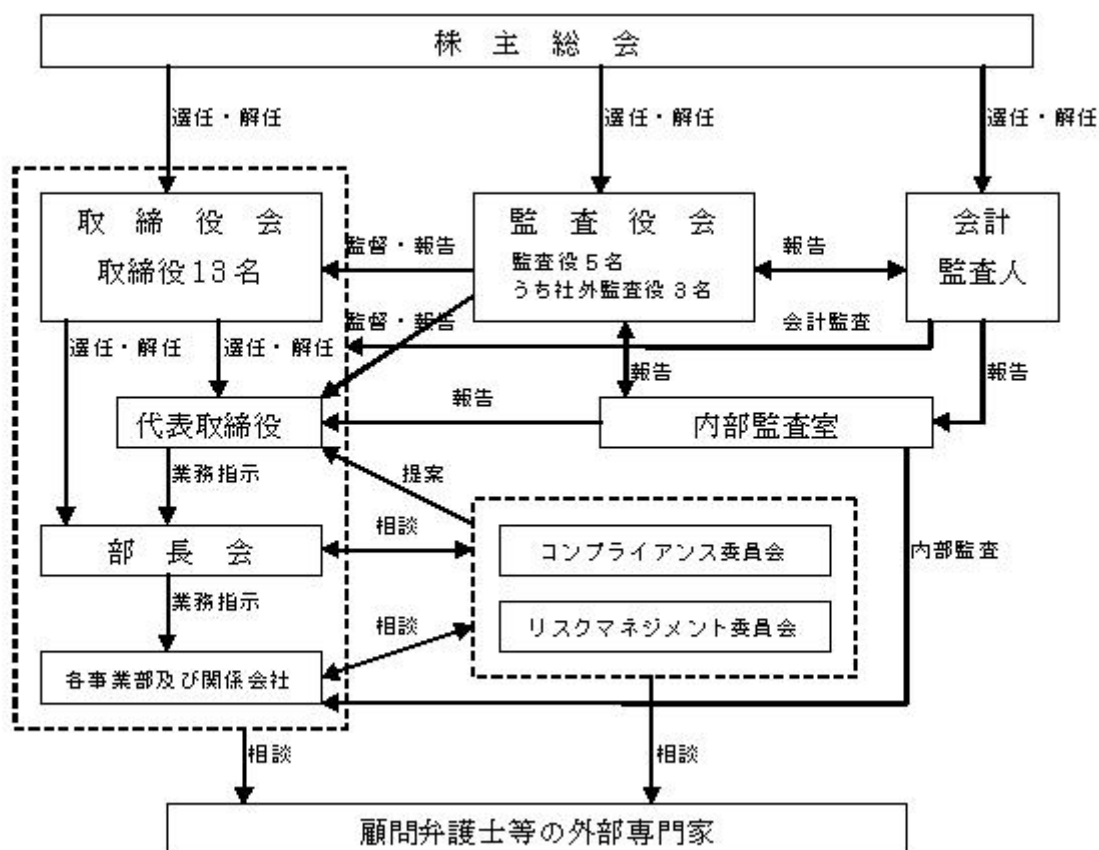 株主総会
選任・解任
選任・解任
選任・解任
取締役会
取締役13名
監査役会
監査役5名
うち社外監査役3名
会計
監査人
監督・報告
報告
監督・報告
会計監査
選任・解任
選任・解任
報告
報告
報告
代表取締役
内部監査室
業務指示
提案
相談
部長会
コンプライアンス委員会
内部監査
業務指示
相談
リスクマネジメント委員会
各事業部及び関係会社
相談
相談
顧問弁護士等の外部専門家